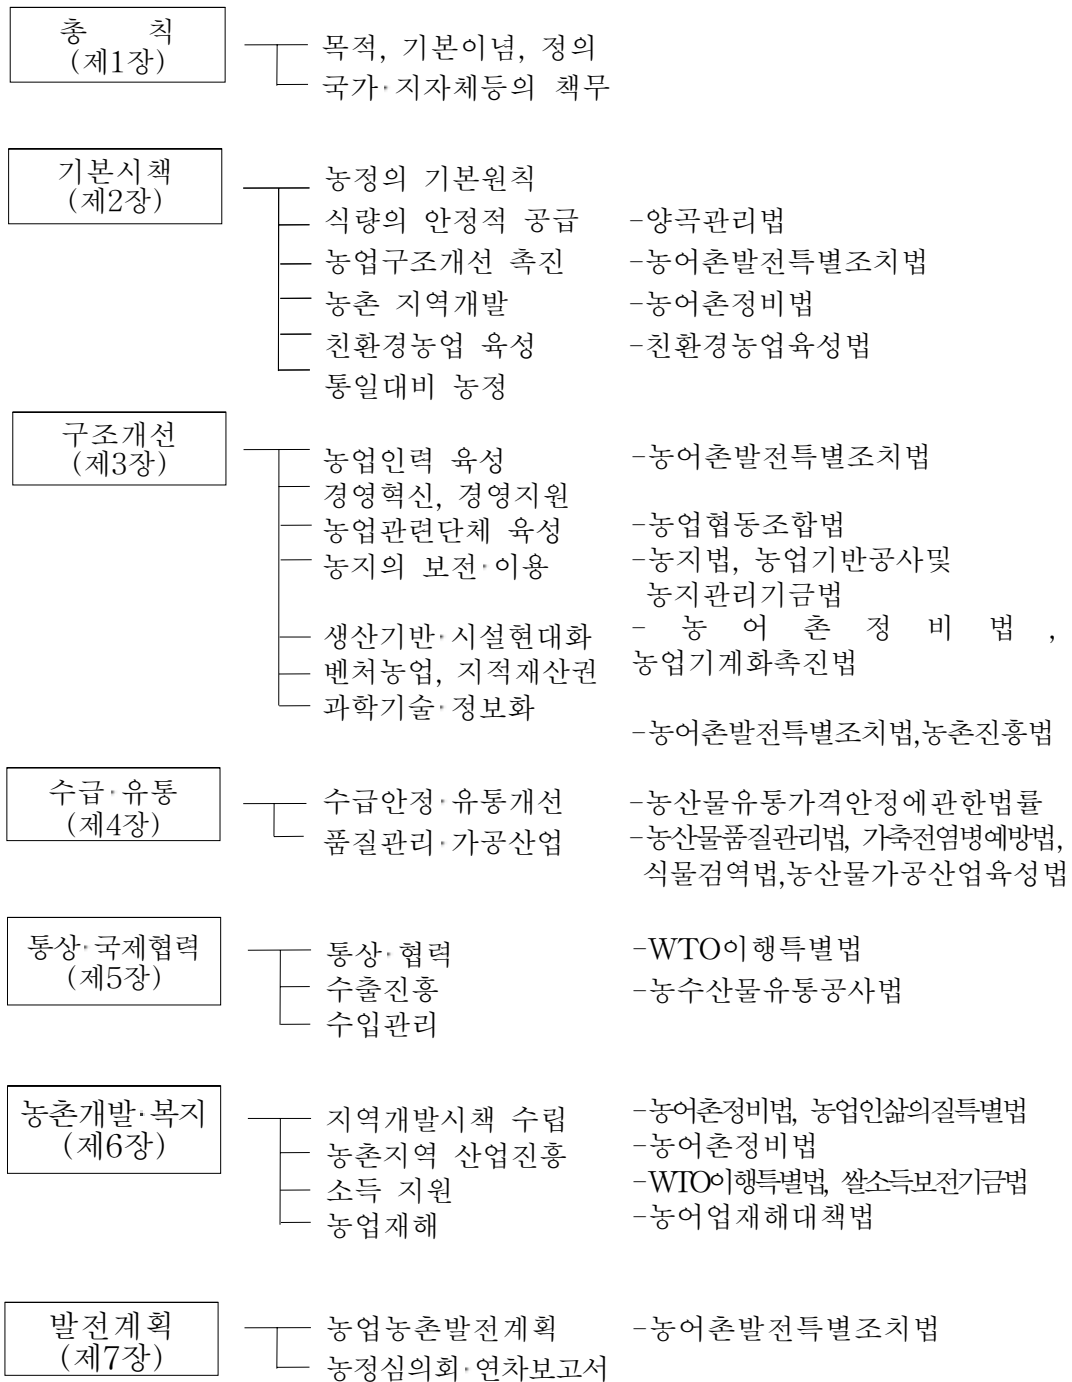 총 칙
(제1장)
목적, 기본이념, 정의
국가·지자체등의 책무
기본시책
(제2장)
농정의 기본원칙
식량의 안정적 공급 -양곡관리법
농업구조개선 촉진 -농어촌발전특별조치법
농촌 지역개발 -농어촌정비법
친환경농업 육성 -친환경농업육성법
통일대비 농정
구조개선
(제3장)
농업인력 육성 -농어촌발전특별조치법
경영혁신, 경영지원
농업관련단체 육성 -농업협동조합법
농지의 보전·이용 -농지법, 농업기반공사및
농지관리기금법
생산기반·시설현대화 - 농 어 촌 정 비 법 ,
벤처농업, 지적재산권 농업기계화촉진법
과학기술·정보화
-농어촌발전특별조치법,농촌진흥법
수급·유통
(제4장)
수급안정·유통개선 -농산물유통가격안정에관한법률
품질관리·가공산업 -농산물품질관리법, 가축전염병예방법,
식물검역법,농산물가공산업육성법
통상·국제협력
(제5장)
통상·협력 -WTO이행특별법
수출진흥 -농수산물유통공사법
수입관리
농촌개발·복지
(제6장)
지역개발시책 수립 -농어촌정비법, 농업인삶의질특별법
농촌지역 산업진흥 -농어촌정비법
소득 지원 -WTO이행특별법, 쌀소득보전기금법
농업재해 -농어업재해대책법
발전계획
(제7장)
농업농촌발전계획 -농어촌발전특별조치법
농정심의회·연차보고서